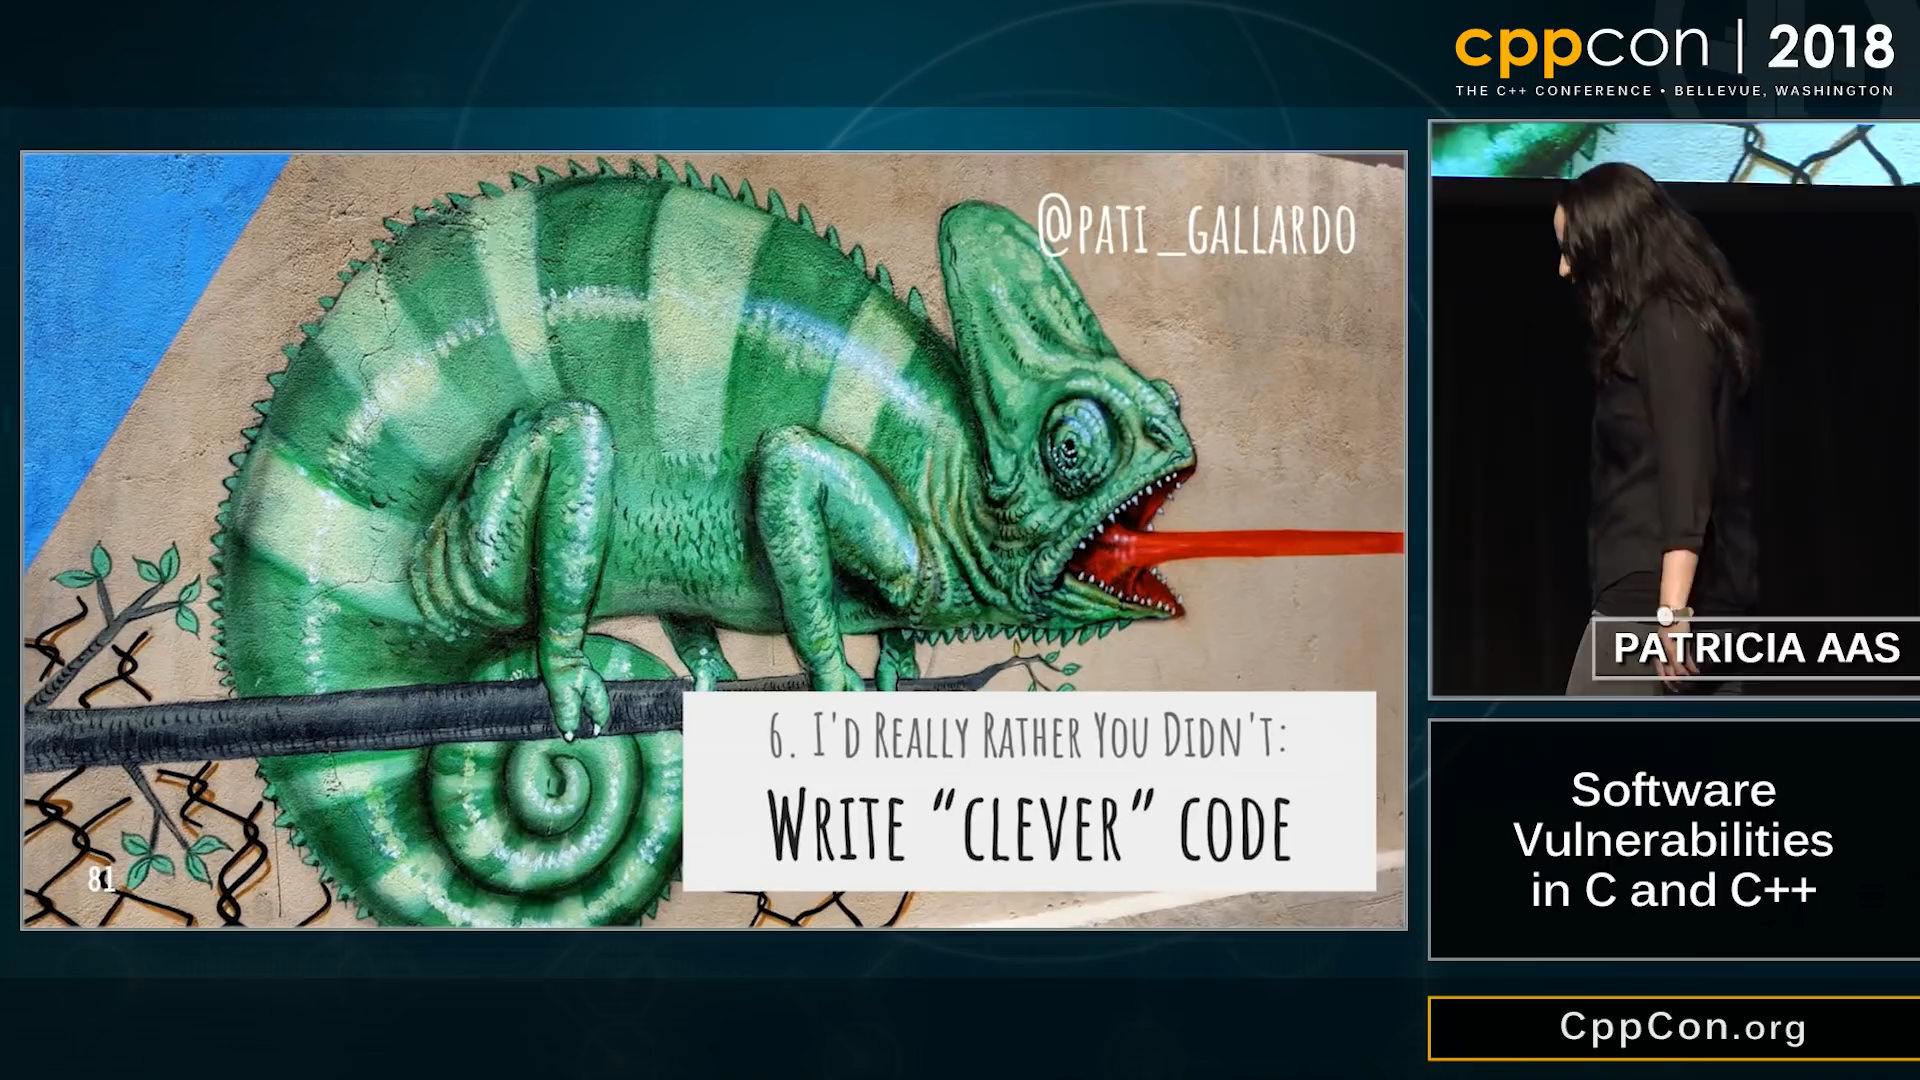 cppcon | 2018
THE C++ CONFERENCE • BELLEVUE, WASHINGTON
@PATI_GALLARDO
6. I'D REALLY RATHER YOU DIDN'T:
WRITE “CLEVER” CODE
81
PATRICIA AAS
Software
Vulnerabilities
in C and C++
CppCon.org